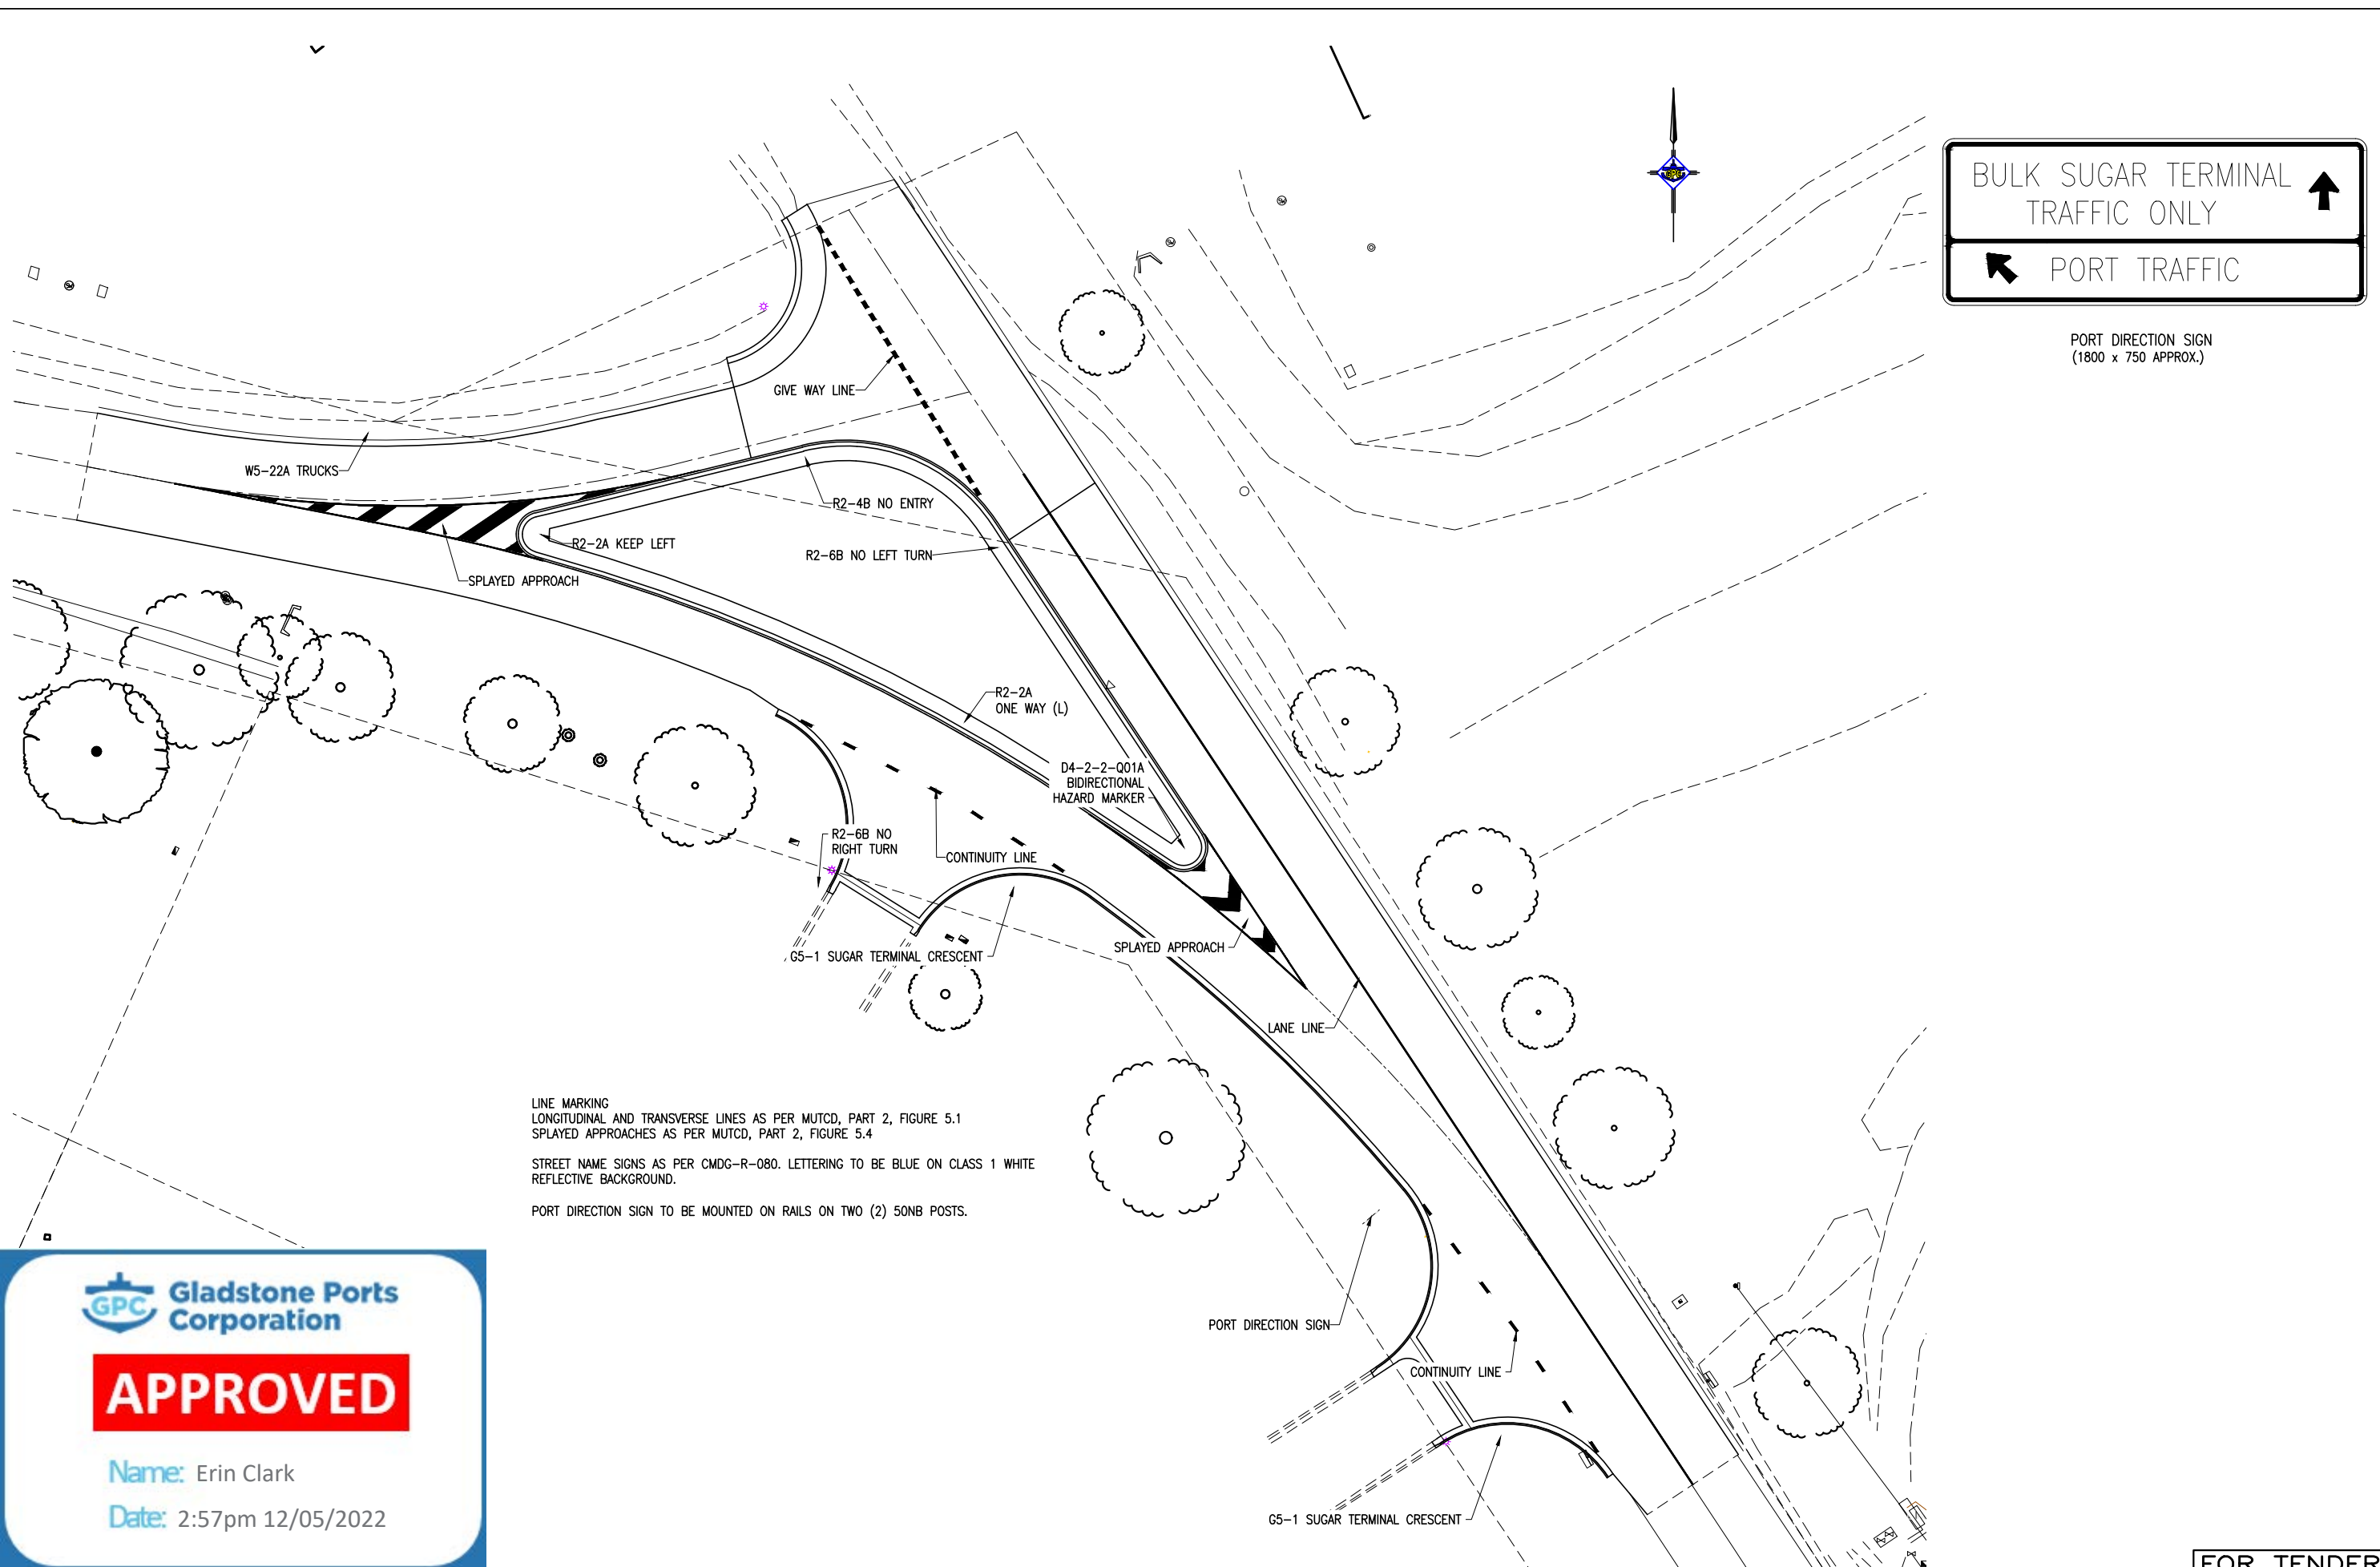 BULK SUGAR TERMINAL
TRAFFIC ONLY
PORT TRAFFIC
PORT DIRECTION SIGN
(1800 x 750 APPROX.)
GPC
GIVE WAY LINE
W5-22A TRUCKS
R2-4B NO ENTRY
R2-2A KEEP LEFT
R2-6B NO LEFT TURN
SPLAYED APPROACH
R2-2A
ONE WAY (L)
D4-2-2-Q01A
BIDIRECTIONAL
HAZARD MARKER
R2-6B NO
RIGHT TURN
CONTINUITY LINE
G5-1 SUGAR TERMINAL CRESCENT
SPLAYED APPROACH
LANE LINE
LINE MARKING
LONGITUDINAL AND TRANSVERSE LINES AS PER MUTCD, PART 2, FIGURE 5.1
SPLAYED APPROACHES AS PER MUTCD, PART 2, FIGURE 5.4
STREET NAME SIGNS AS PER CMDG-R-080. LETTERING TO BE BLUE ON CLASS 1 WHITE
REFLECTIVE BACKGROUND.
PORT DIRECTION SIGN TO BE MOUNTED ON RAILS ON TWO (2) 50NB POSTS.
PORT DIRECTION SIGN
CONTINUITY LINE
G5-1 SUGAR TERMINAL CRESCENT
GPC
Gladstone Ports
Corporation
APPROVED
Name: Erin Clark
Date: 2:57pm 12/05/2022
FOR TENDER